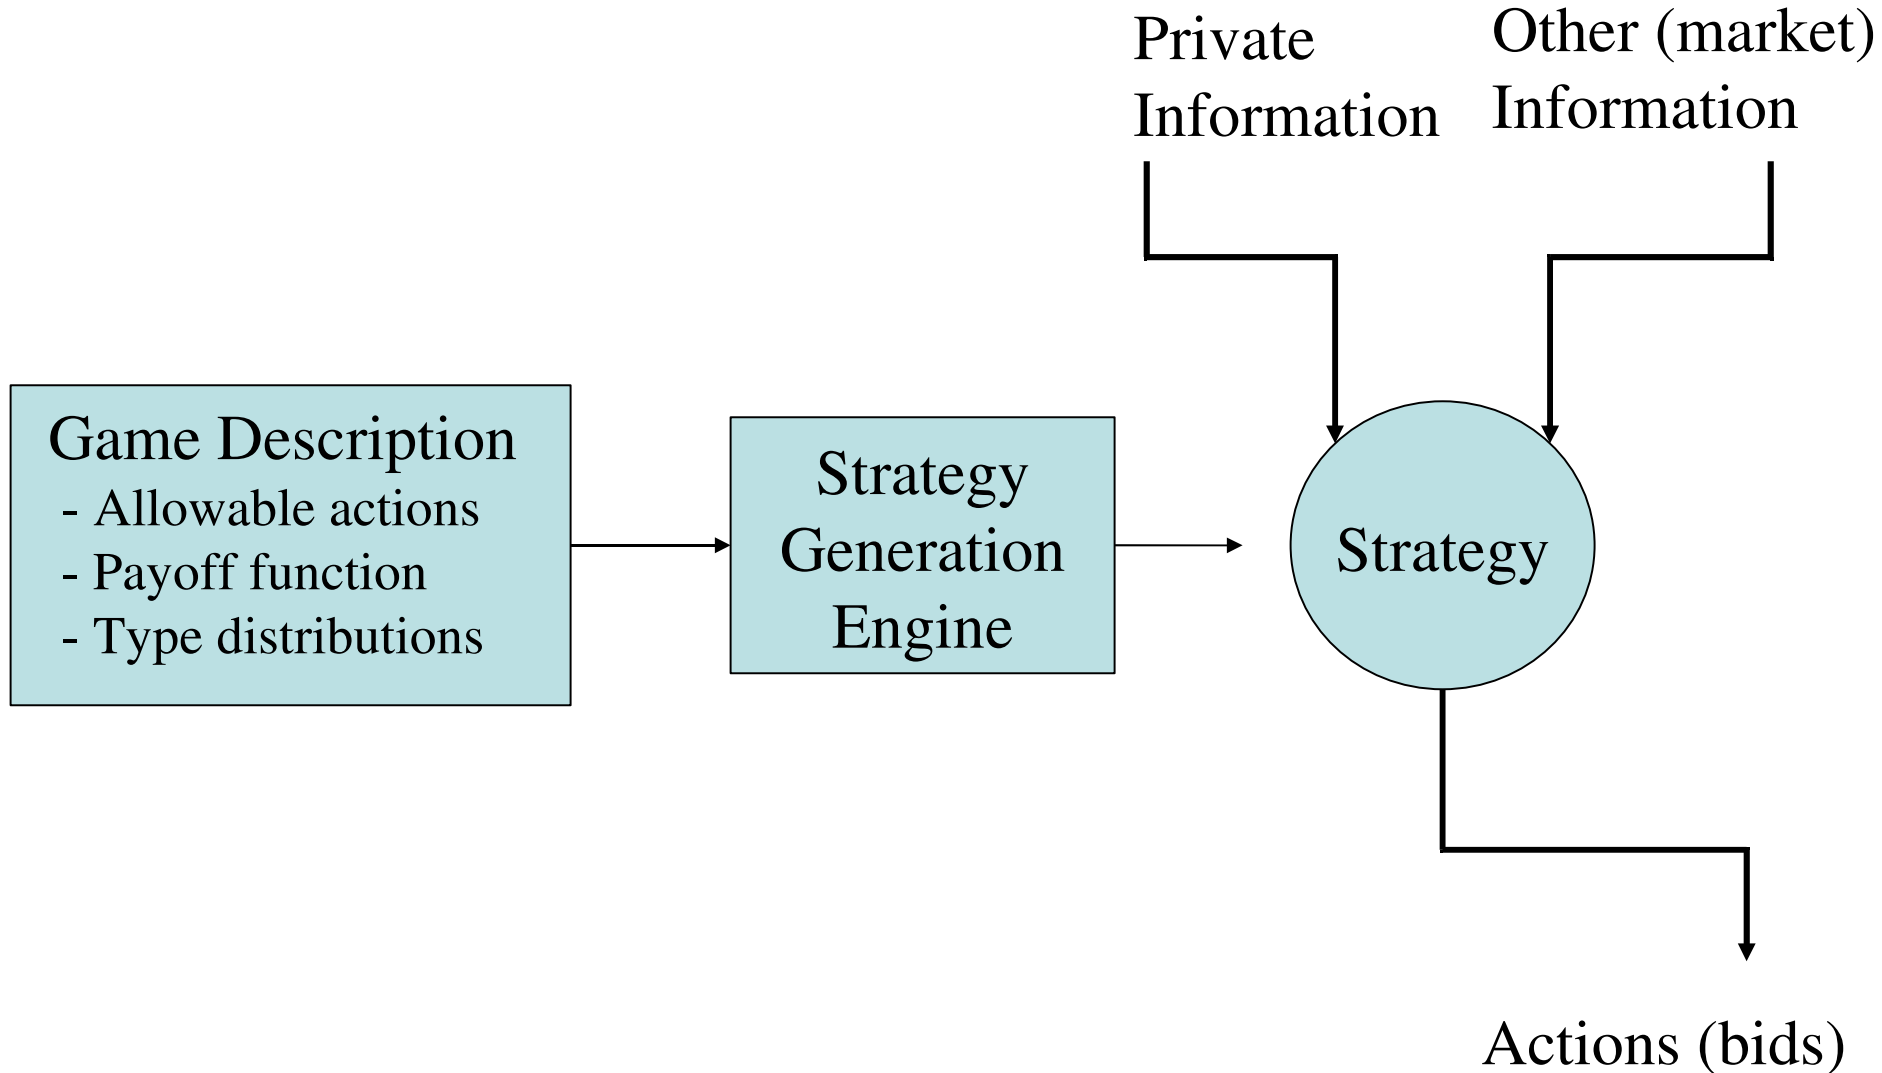 Private
Information
Other (market)
Information
Game Description
- Allowable actions
- Payoff function
- Type distributions
Strategy
Generation
Engine
Strategy
Actions (bids)